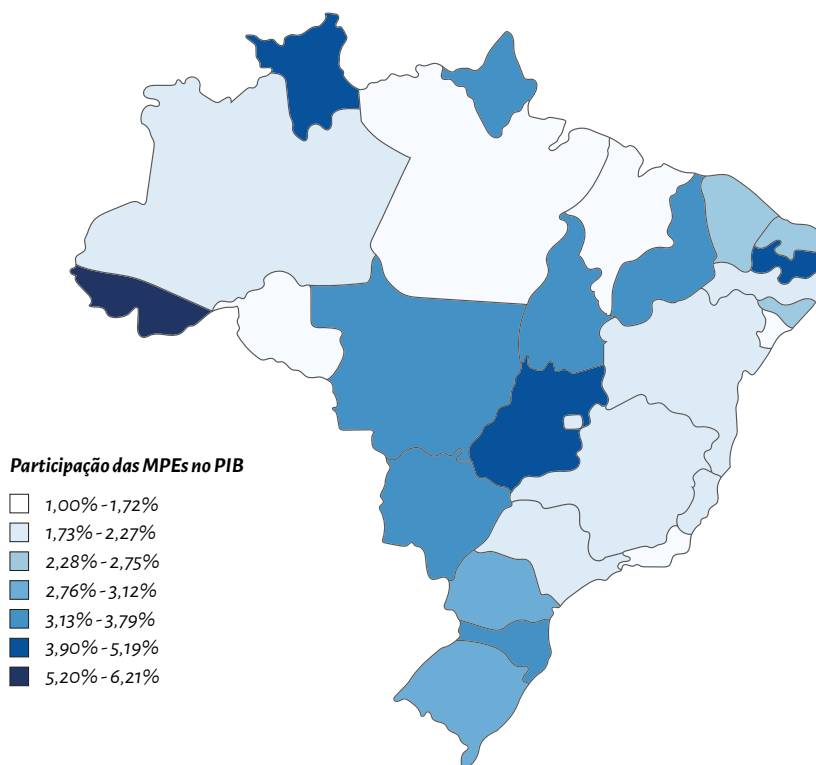 Participação das MPEs no PIB
1,00% - 1,72%
1,73% - 2,27%
2,28% - 2,75%
2,76% - 3,12%
3,13% - 3,79%
3,90% - 5,19%
5,20% - 6,21%